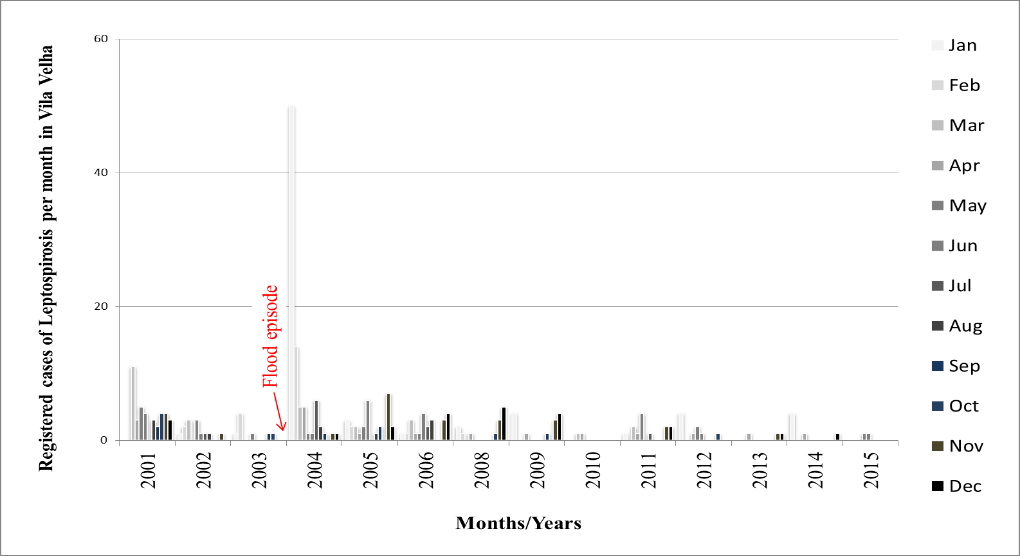 Registered cases of Leptospirosis per month in Vila Velha
60
40
20
0
Flood episode
2001
2002
2003
2004
2005
2006
2007
2008
2009
2010
2011
2012
2013
2014
2015
Months/Years
Jan
Feb
Mar
Apr
May
Jun
Jul
Aug
Sep
Oct
Nov
Dec